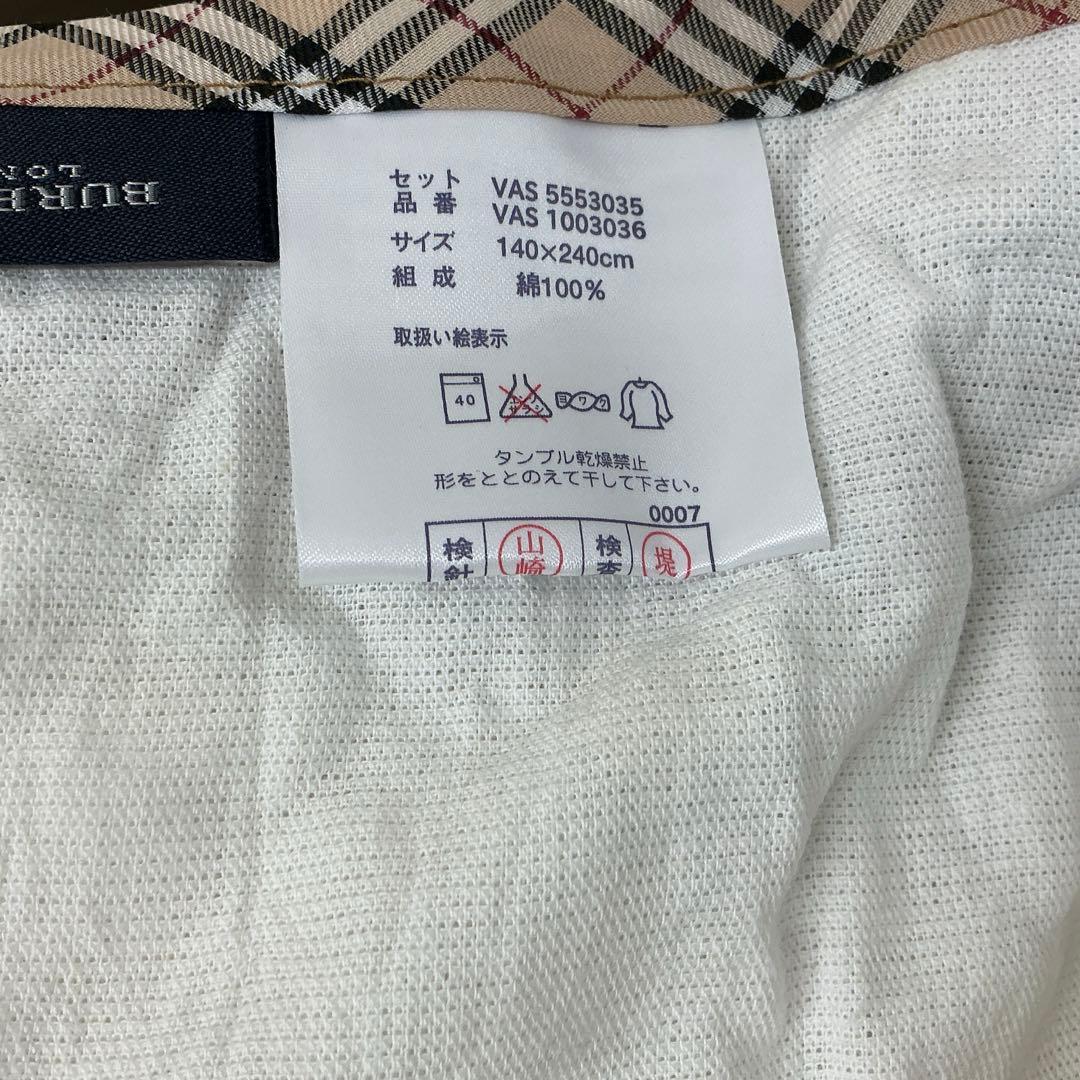 BURB
LON
セット VAS 5553035
品番 VAS 1003036
サイズ 140×240cm
組成 綿100%
取扱い絵表示
40 ヨワク
タンブル乾燥禁止
形をととのえて干して下さい。
0007
検針 山崎 検査 堤